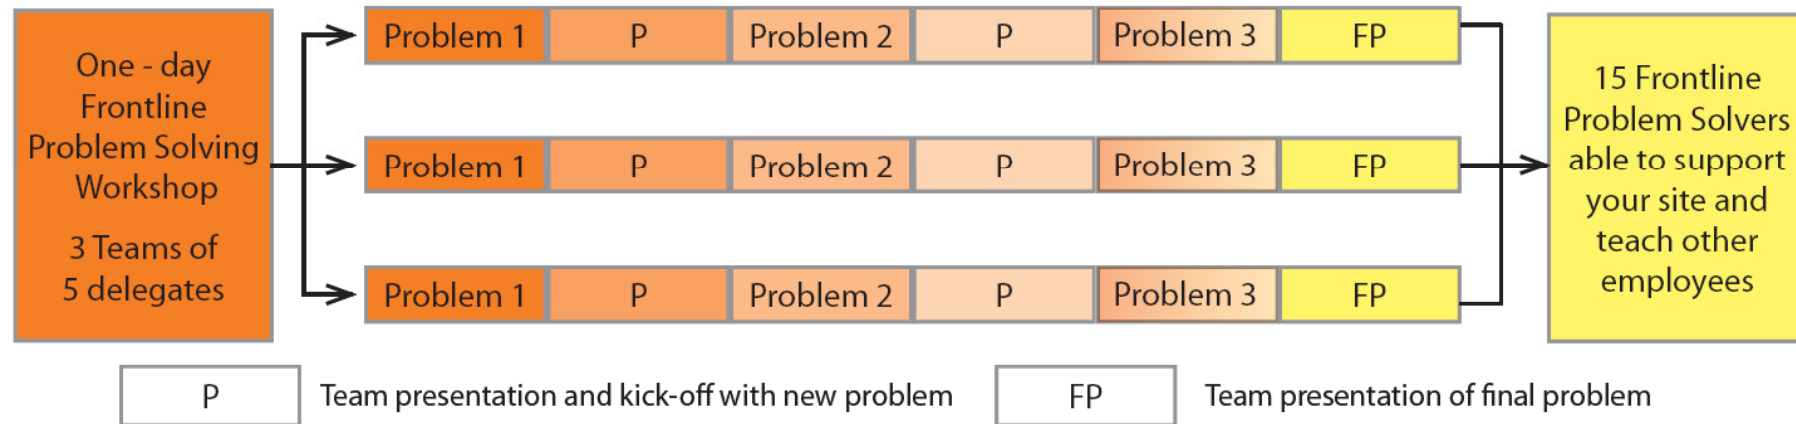 One - day
Frontline
Problem Solving
Workshop
3 Teams of
5 delegates
Problem 1 P Problem 2 P Problem 3 FP
Problem 1 P Problem 2 P Problem 3 FP
Problem 1 P Problem 2 P Problem 3 FP
15 Frontline
Problem Solvers
able to support
your site and
teach other
employees
P Team presentation and kick-off with new problem FP Team presentation of final problem